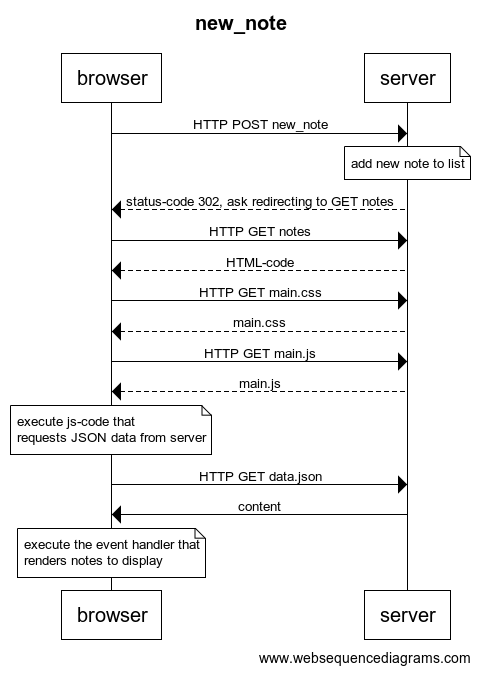 new_note
browser
server
HTTP POST new_note
add new note to list
status-code 302, ask redirecting to GET notes
HTTP GET notes
HTML-code
HTTP GET main.css
main.css
HTTP GET main.js
main.js
execute js-code that
requests JSON data from server
HTTP GET data.json
content
execute the event handler that
renders notes to display
browser
server
www.websequencediagrams.com